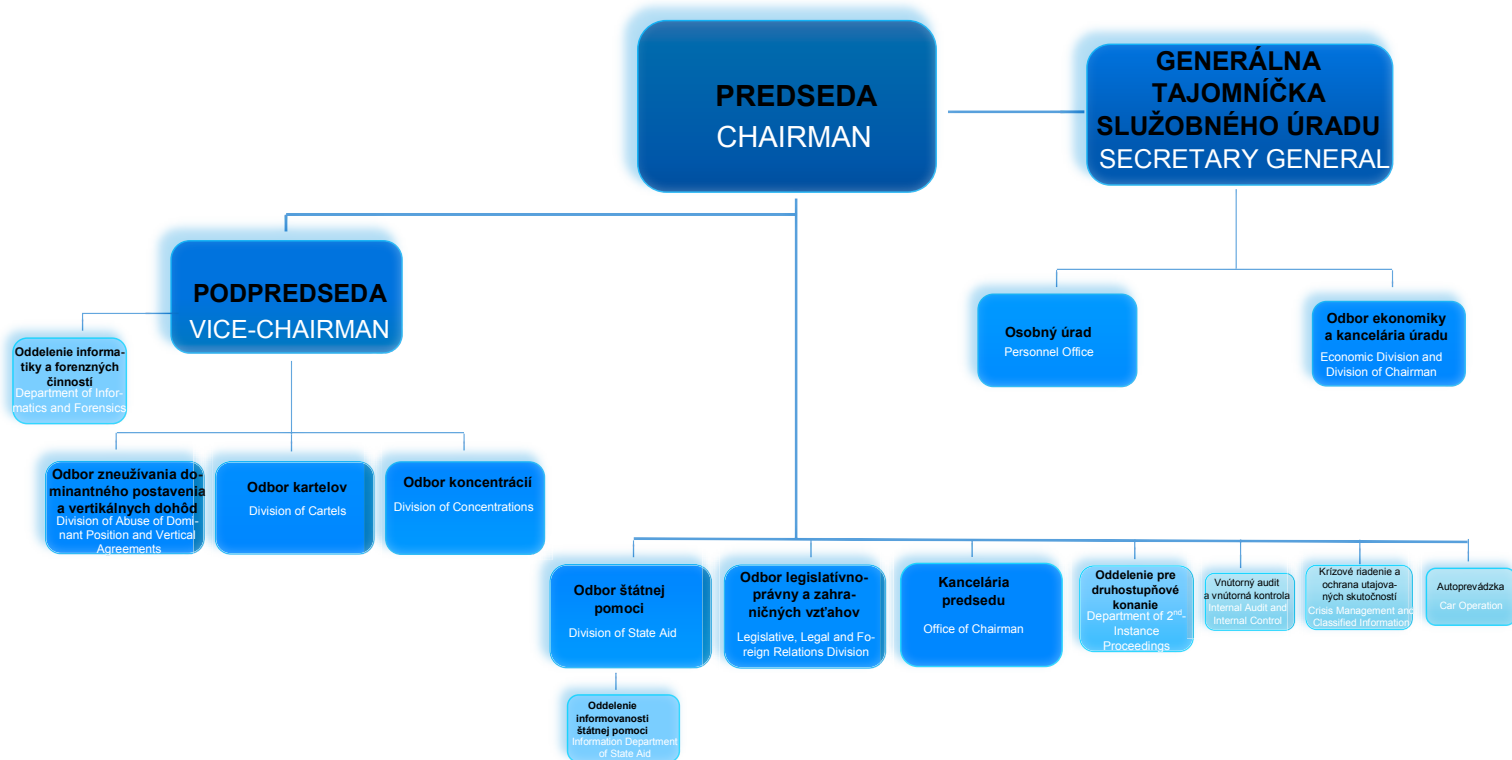 PREDSEDA
CHAIRMAN
GENERÁLNA
TAJOMNÍČKA
SLUŽOBNÉHO ÚRADU
SECRETARY GENERAL
PODPREDSEDA
VICE-CHAIRMAN
Osobný úrad
Personnel Office
Odbor ekonomiky
a kancelária úradu
Economic Division and
Division of Chairman
Oddelenie informa-
tiky a forenzných
činností
Department of Infor-
matics and Forensics
Odbor zneužívania do-
minantného postavenia
a vertikálnych dohôd
Division of Abuse of Domi-
nant Position and Vertical
Agreements
Odbor kartelov
Division of Cartels
Odbor koncentrácií
Division of Concentrations
Odbor štátnej
pomoci
Division of State Aid
Odbor legislatívno-
právny a zahra-
ničných vzťahov
Legislative, Legal and Fo-
reign Relations Division
Kancelária
predsedu
Office of Chairman
Oddelenie pre
druhostupňové
konanie
Department of 2nd-
Instance
Proceedings
Vnútorný audit
a vnútorná kontrola
Internal Audit and
Internal Control
Krízové riadenie a
ochrana utajova-
ných skutočností
Crisis Management and
Classified Information
Autoprevádzka
Car Operation
Oddelenie
informovanosti
štátnej pomoci
Information Department
of State Aid